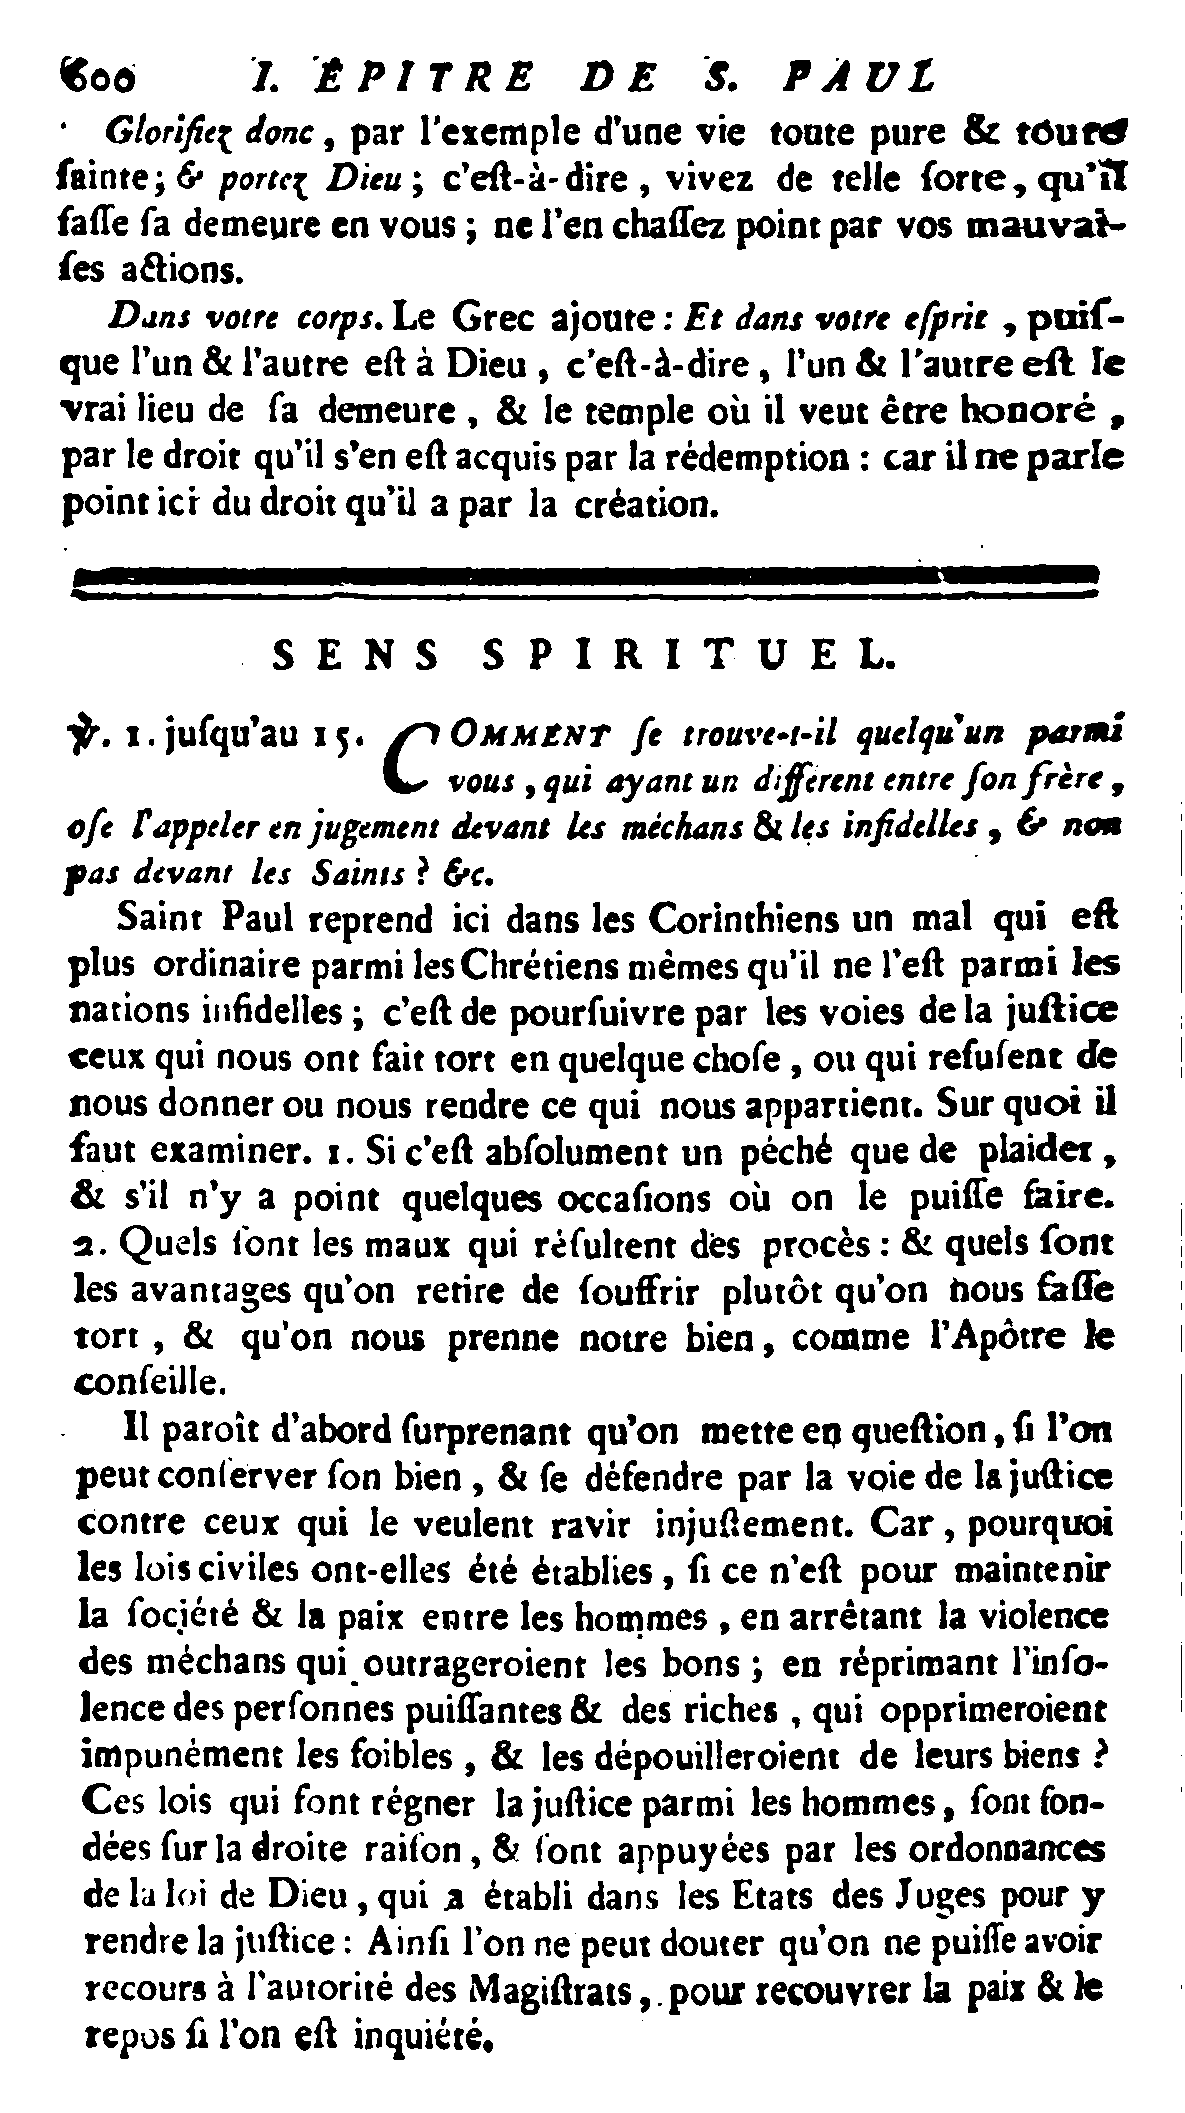 600 I. ÉPITRE DE S. PAUL
Glorifiez donc, par l'exemple d'une vie toute pure & toute
ſainte; & portez Dieu; c'eſt-à-dire, vivez de telle ſorte, qu'il
faſſe ſa demeure en vous; ne l'en chaſſez point par vos mauvai-
ſes actions.
Dans votre corps. Le Grec ajoute: Et dans votre eſprit, puiſ-
que l'un & l'autre eſt à Dieu, c'eſt-à-dire, l'un & l'autre eſt le
vrai lieu de ſa demeure, & le temple où il veut être honoré,
par le droit qu'il s'en eſt acquis par la rédemption: car il ne parle
point ici du droit qu'il a par la création.
SENS SPIRITUEL.
℣. 1. juſqu'au 15. COMMENT ſe trouve-t-il quelqu'un parmi
vous, qui ayant un différent entre ſon frère,
oſe l'appeler en jugement devant les méchans & les infidelles, & non
pas devant les Saints? &c.
Saint Paul reprend ici dans les Corinthiens un mal qui eſt
plus ordinaire parmi les Chrétiens mêmes qu'il ne l'eſt parmi les
nations infidelles; c'eſt de pourſuivre par les voies de la juſtice
ceux qui nous ont fait tort en quelque choſe, ou qui refuſent de
nous donner ou nous rendre ce qui nous appartient. Sur quoi il
faut examiner. 1. Si c'eſt abſolument un péché que de plaider,
& s'il n'y a point quelques occaſions où on le puiſſe faire.
2. Quels ſont les maux qui réſultent des procès: & quels ſont
les avantages qu'on retire de ſouffrir plutôt qu'on nous faſſe
tort, & qu'on nous prenne notre bien, comme l'Apôtre le
conſeille.
Il paroît d'abord ſurprenant qu'on mette en queſtion, ſi l'on
peut conſerver ſon bien, & ſe défendre par la voie de la juſtice
contre ceux qui le veulent ravir injuſtement. Car, pourquoi
les lois civiles ont-elles été établies, ſi ce n'eſt pour maintenir
la ſociété & la paix entre les hommes, en arrêtant la violence
des méchans qui outrageroient les bons; en réprimant l'inſo-
lence des perſonnes puiſſantes & des riches, qui opprimeroient
impunément les foibles, & les dépouilleroient de leurs biens?
Ces lois qui font régner la juſtice parmi les hommes, ſont fon-
dées ſur la droite raiſon, & ſont appuyées par les ordonnances
de la loi de Dieu, qui a établi dans les Etats des Juges pour y
rendre la juſtice: Ainſi l'on ne peut douter qu'on ne puiſſe avoir
recours à l'autorité des Magiſtrats, pour recouvrer la paix & le
repos ſi l'on eſt inquiété.